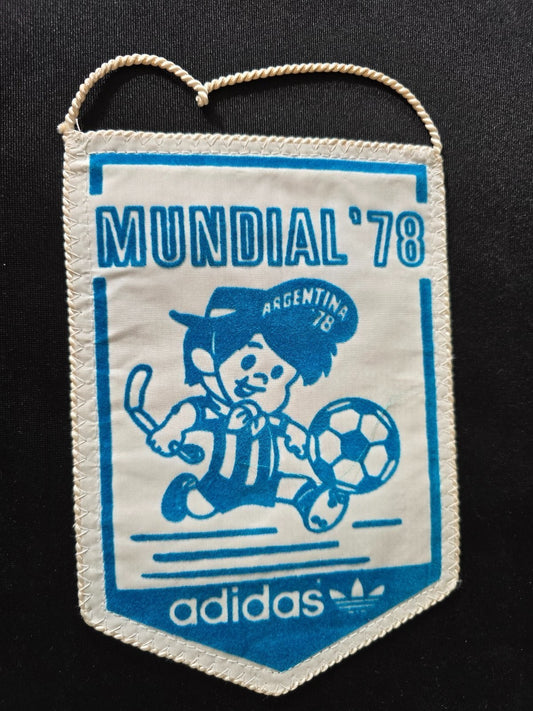 MUNDIAL '78
ARGENTINA
'78
adidas